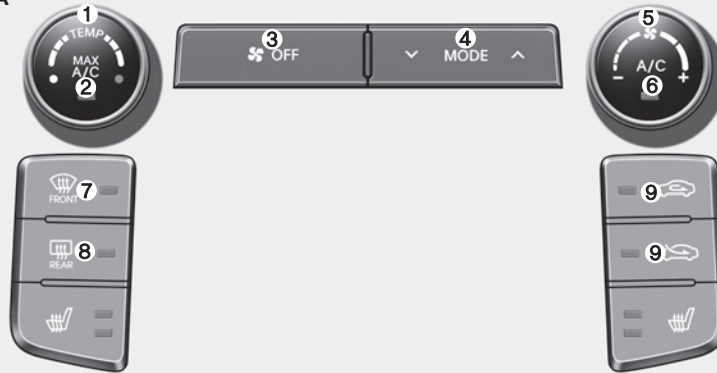 A
1
TEMP
MAX
A/C
2
3
OFF
4
MODE
5
− +
A/C
6
7
FRONT
8
REAR
9
9